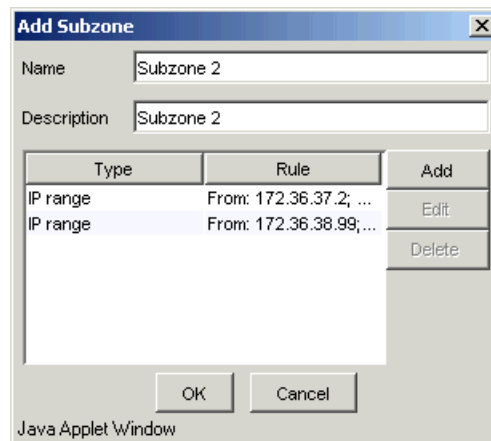 Add Subzone
Name Subzone 2
Description Subzone 2
Type Rule Add
IP range From: 172.36.37.2; ...
Edit
IP range From: 172.36.38.99;...
Delete
OK Cancel
Java Applet Window